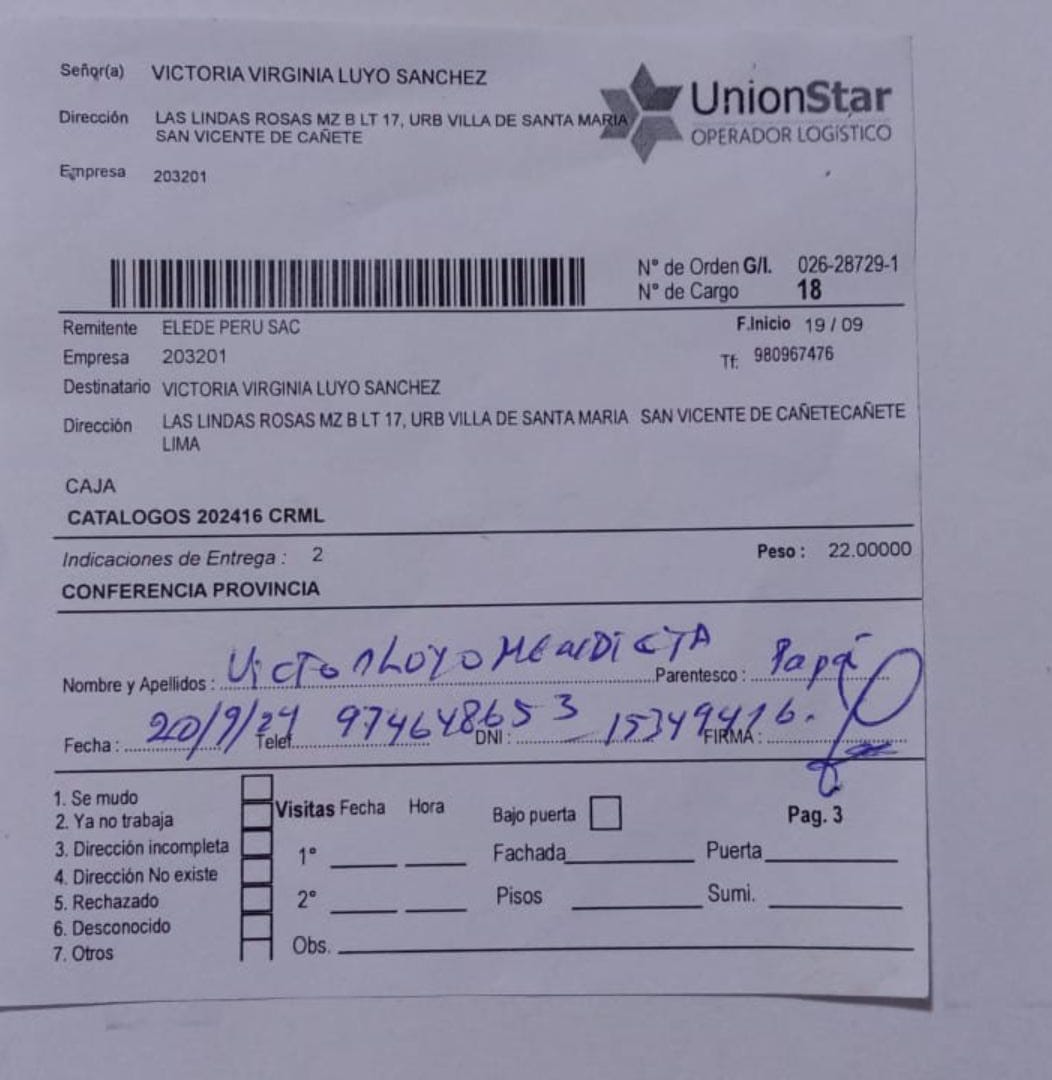 Señor(a) VICTORIA VIRGINIA LUYO SANCHEZ
UnionStar
OPERADOR LOGÍSTICO
Dirección LAS LINDAS ROSAS MZ B LT 17, URB VILLA DE SANTA MARIA
SAN VICENTE DE CAÑETE
Empresa 203201
N° de Orden G/I. 026-28729-1
N° de Cargo 18
Remitente ELEDE PERU SAC
F.Inicio 19 / 09
Empresa 203201
Tf: 980967476
Destinatario VICTORIA VIRGINIA LUYO SANCHEZ
Dirección LAS LINDAS ROSAS MZ B LT 17, URB VILLA DE SANTA MARIA SAN VICENTE DE CAÑETECAÑETE
LIMA
CAJA
CATALOGOS 202416 CRML
Indicaciones de Entrega : 2 Peso : 22.00000
CONFERENCIA PROVINCIA
Nombre y Apellidos : Victor LUYO MENDIETA Parentesco : Papá
Fecha : 20/9/24 Telef. 974648653 DNI : 15349416. FIRMA :
1. Se mudo
2. Ya no trabaja
3. Dirección incompleta
4. Dirección No existe
5. Rechazado
6. Desconocido
7. Otros
Visitas Fecha Hora
1°
2°
Obs.
Bajo puerta
Pag. 3
Fachada Puerta
Pisos Sumi.